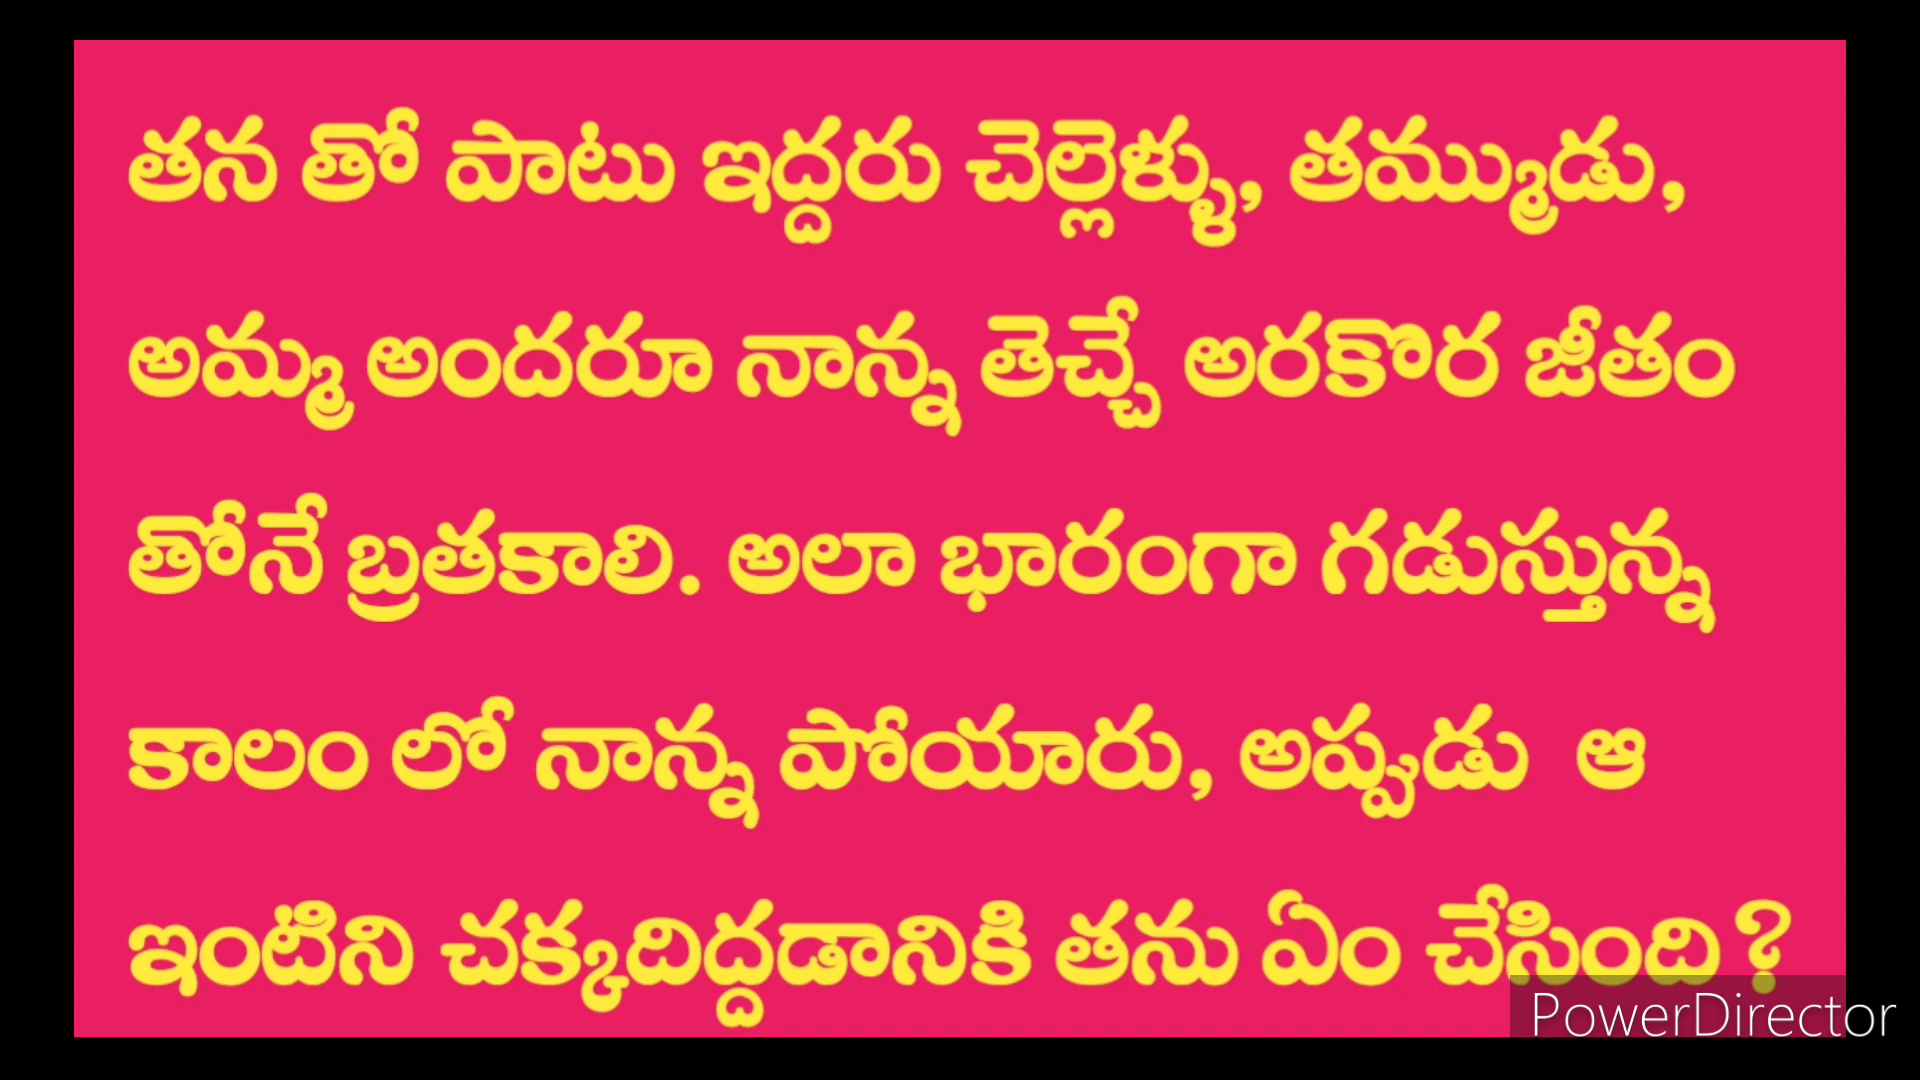 తన తో పాటు ఇద్దరు చెల్లెళ్ళు, తమ్ముడు,
అమ్మ అందరూ నాన్న తెచ్చే అరకొర జీతం
తోనే బ్రతకాలి. అలా భారంగా గడుస్తున్న
కాలం లో నాన్న పోయారు, అప్పుడు ఆ
ఇంటిని చక్కదిద్దడానికి తను ఏం చేసింది?
PowerDirector